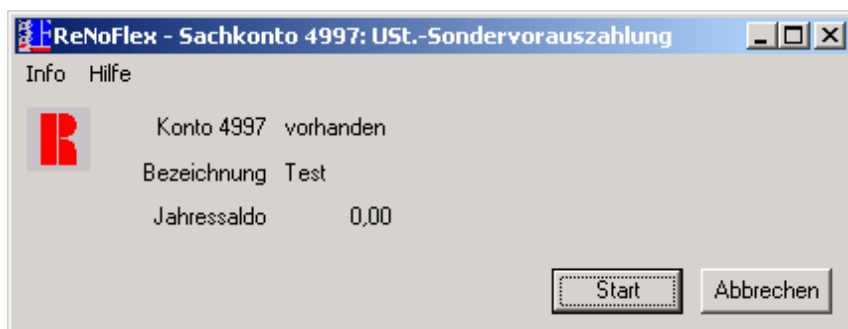 ReNoFlex - Sachkonto 4997: USt.-Sondervorauszahlung
Info Hilfe
Konto 4997 vorhanden
Bezeichnung Test
Jahressaldo 0,00
Start Abbrechen